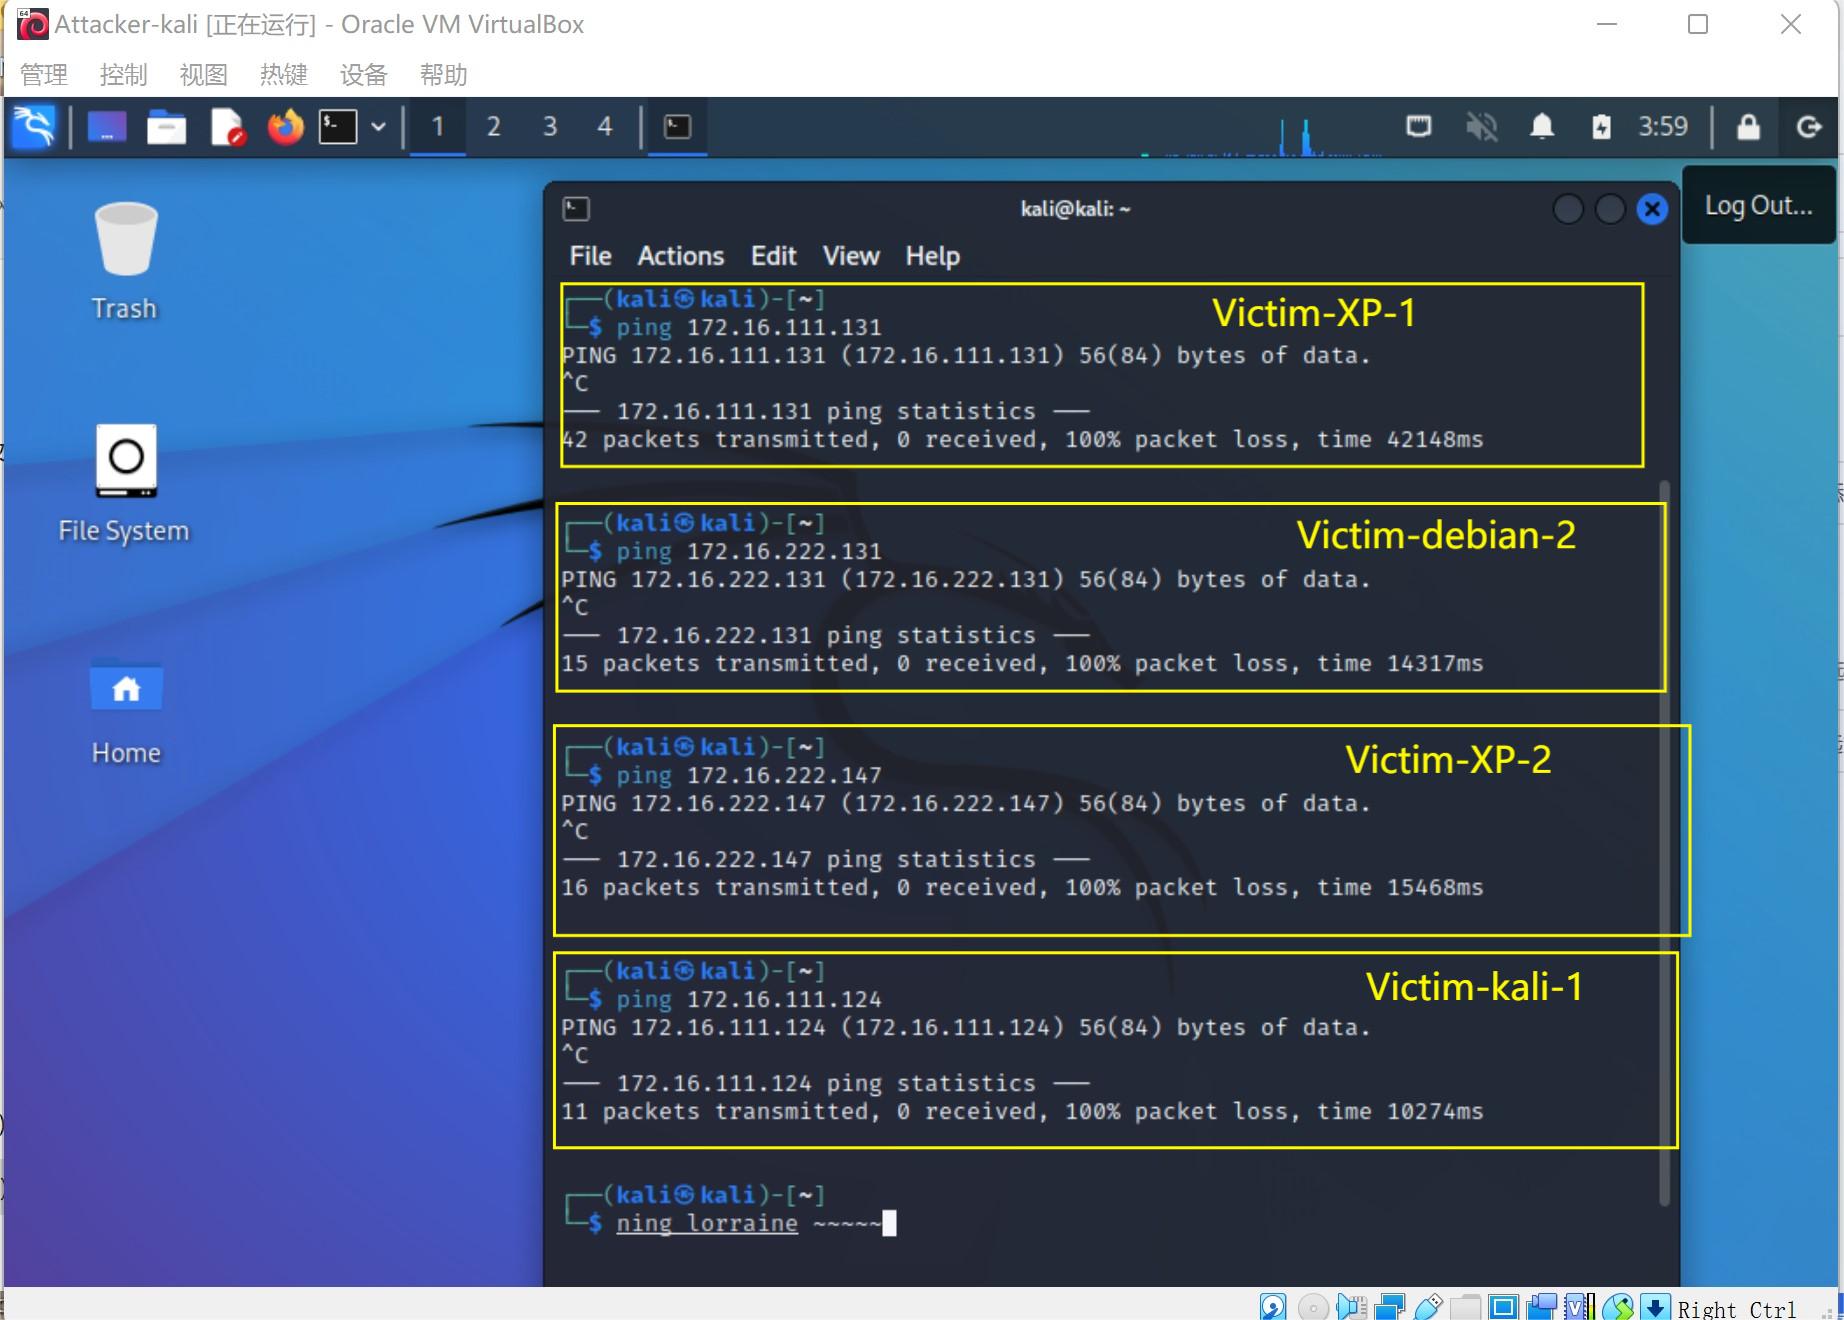 Attacker-kali [正在运行] - Oracle VM VirtualBox
管理 控制 视图 热键 设备 帮助
1 2 3 4 3:59
Log Out...
Trash
File System
Home
kali@kali: ~
File Actions Edit View Help
Victim-XP-1
(kali㉿kali)-[~]
$ ping 172.16.111.131
PING 172.16.111.131 (172.16.111.131) 56(84) bytes of data.
^C
— 172.16.111.131 ping statistics —
42 packets transmitted, 0 received, 100% packet loss, time 42148ms
Victim-debian-2
(kali㉿kali)-[~]
$ ping 172.16.222.131
PING 172.16.222.131 (172.16.222.131) 56(84) bytes of data.
^C
— 172.16.222.131 ping statistics —
15 packets transmitted, 0 received, 100% packet loss, time 14317ms
Victim-XP-2
(kali㉿kali)-[~]
$ ping 172.16.222.147
PING 172.16.222.147 (172.16.222.147) 56(84) bytes of data.
^C
— 172.16.222.147 ping statistics —
16 packets transmitted, 0 received, 100% packet loss, time 15468ms
Victim-kali-1
(kali㉿kali)-[~]
$ ping 172.16.111.124
PING 172.16.111.124 (172.16.111.124) 56(84) bytes of data.
^C
— 172.16.111.124 ping statistics —
11 packets transmitted, 0 received, 100% packet loss, time 10274ms
(kali㉿kali)-[~]
$ ning lorraine ~~~~~
Right Ctrl